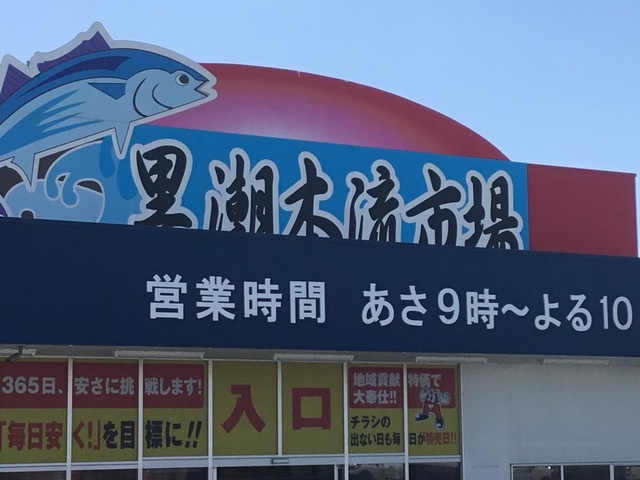 黒潮本流市場
営業時間 あさ9時～よる10
365日、安さに挑戦します!
「毎日安く!」を目標に!!
入口
地域貢献 特価で
大奉仕!!
チラシの
出ない日も毎日が特売日!!